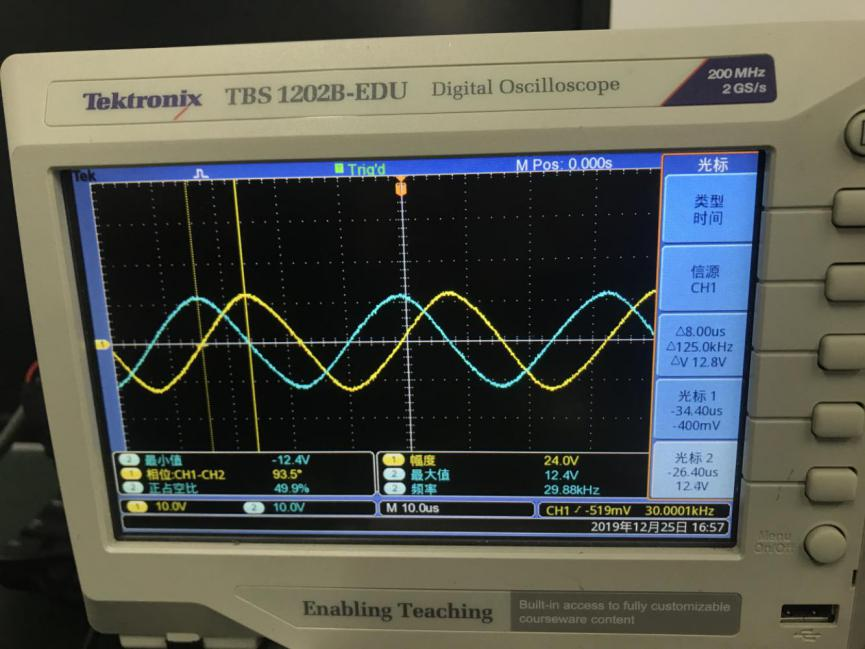 Tektronix TBS 1202B-EDU Digital Oscilloscope 200 MHz
2 GS/s
Tek Trig'd M Pos: 0.000s 光标
类型
时间
信源
CH1
△8.00us
△125.0kHz
△V 12.8V
光标 1
-34.40us
-400mV
光标 2
-26.40us
12.4V
1
2 最小值 -12.4V 1 幅度 24.0V
1 相位:CH1-CH2 93.5° 2 最大值 12.4V
2 正占空比 49.9% 2 频率 29.88kHz
1 10.0V 2 10.0V M 10.0us CH1 -519mV 30.0001kHz
2019年12月25日 16:57
Menu
On/Off
Enabling Teaching Built-in access to fully customizable
courseware content